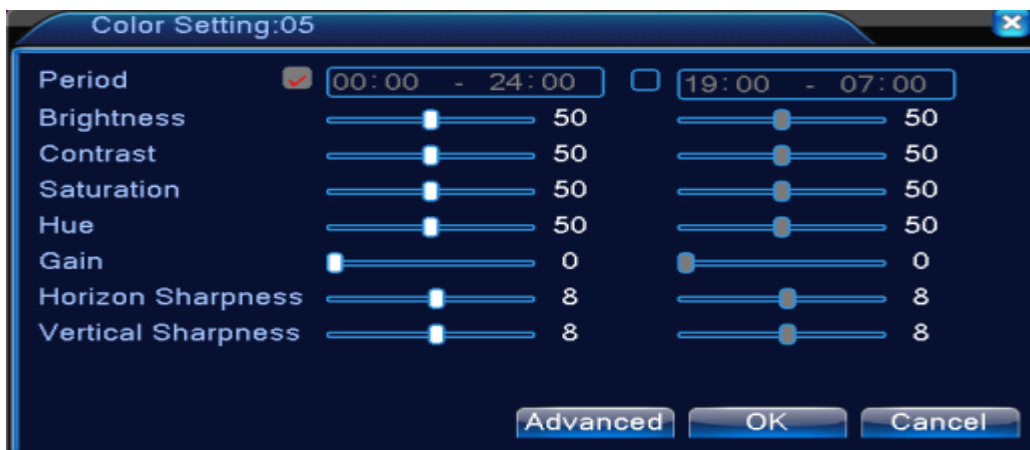 Color Setting:05
Period 00:00 - 24:00 19:00 - 07:00
Brightness 50 50
Contrast 50 50
Saturation 50 50
Hue 50 50
Gain 0 0
Horizon Sharpness 8 8
Vertical Sharpness 8 8
Advanced OK Cancel